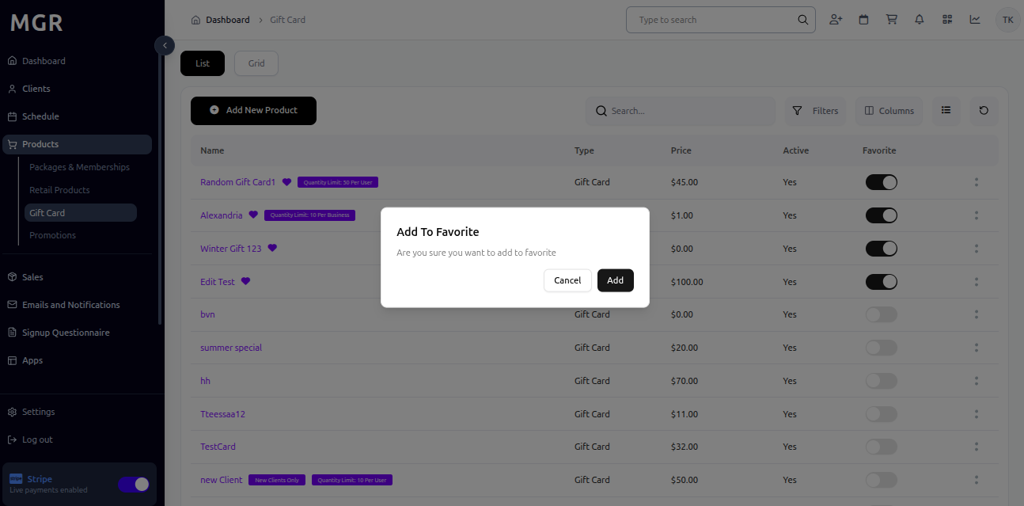 MGR
Dashboard
Clients
Schedule
Products
Packages & Memberships
Retail Products
Gift Card
Promotions
Sales
Emails and Notifications
Signup Questionnaire
Apps
Settings
Log out
Stripe
Live payments enabled
Dashboard > Gift Card
Type to search
TK
List Grid
Add New Product
Search...
Filters
Columns
Name Type Price Active Favorite
Random Gift Card1 Quantity Limit: 50 Per User Gift Card $45.00 Yes
Alexandria Quantity Limit: 10 Per Business Gift Card $1.00 Yes
Winter Gift 123 $0.00 Yes
Edit Test $100.00 Yes
bvn Gift Card $0.00 Yes
summer special Gift Card $20.00 Yes
hh Gift Card $70.00 Yes
Tteessaa12 Gift Card $11.00 Yes
TestCard Gift Card $32.00 Yes
new Client New Clients Only Quantity Limit: 10 Per User Gift Card $50.00 Yes
Add To Favorite
Are you sure you want to add to favorite
Cancel Add